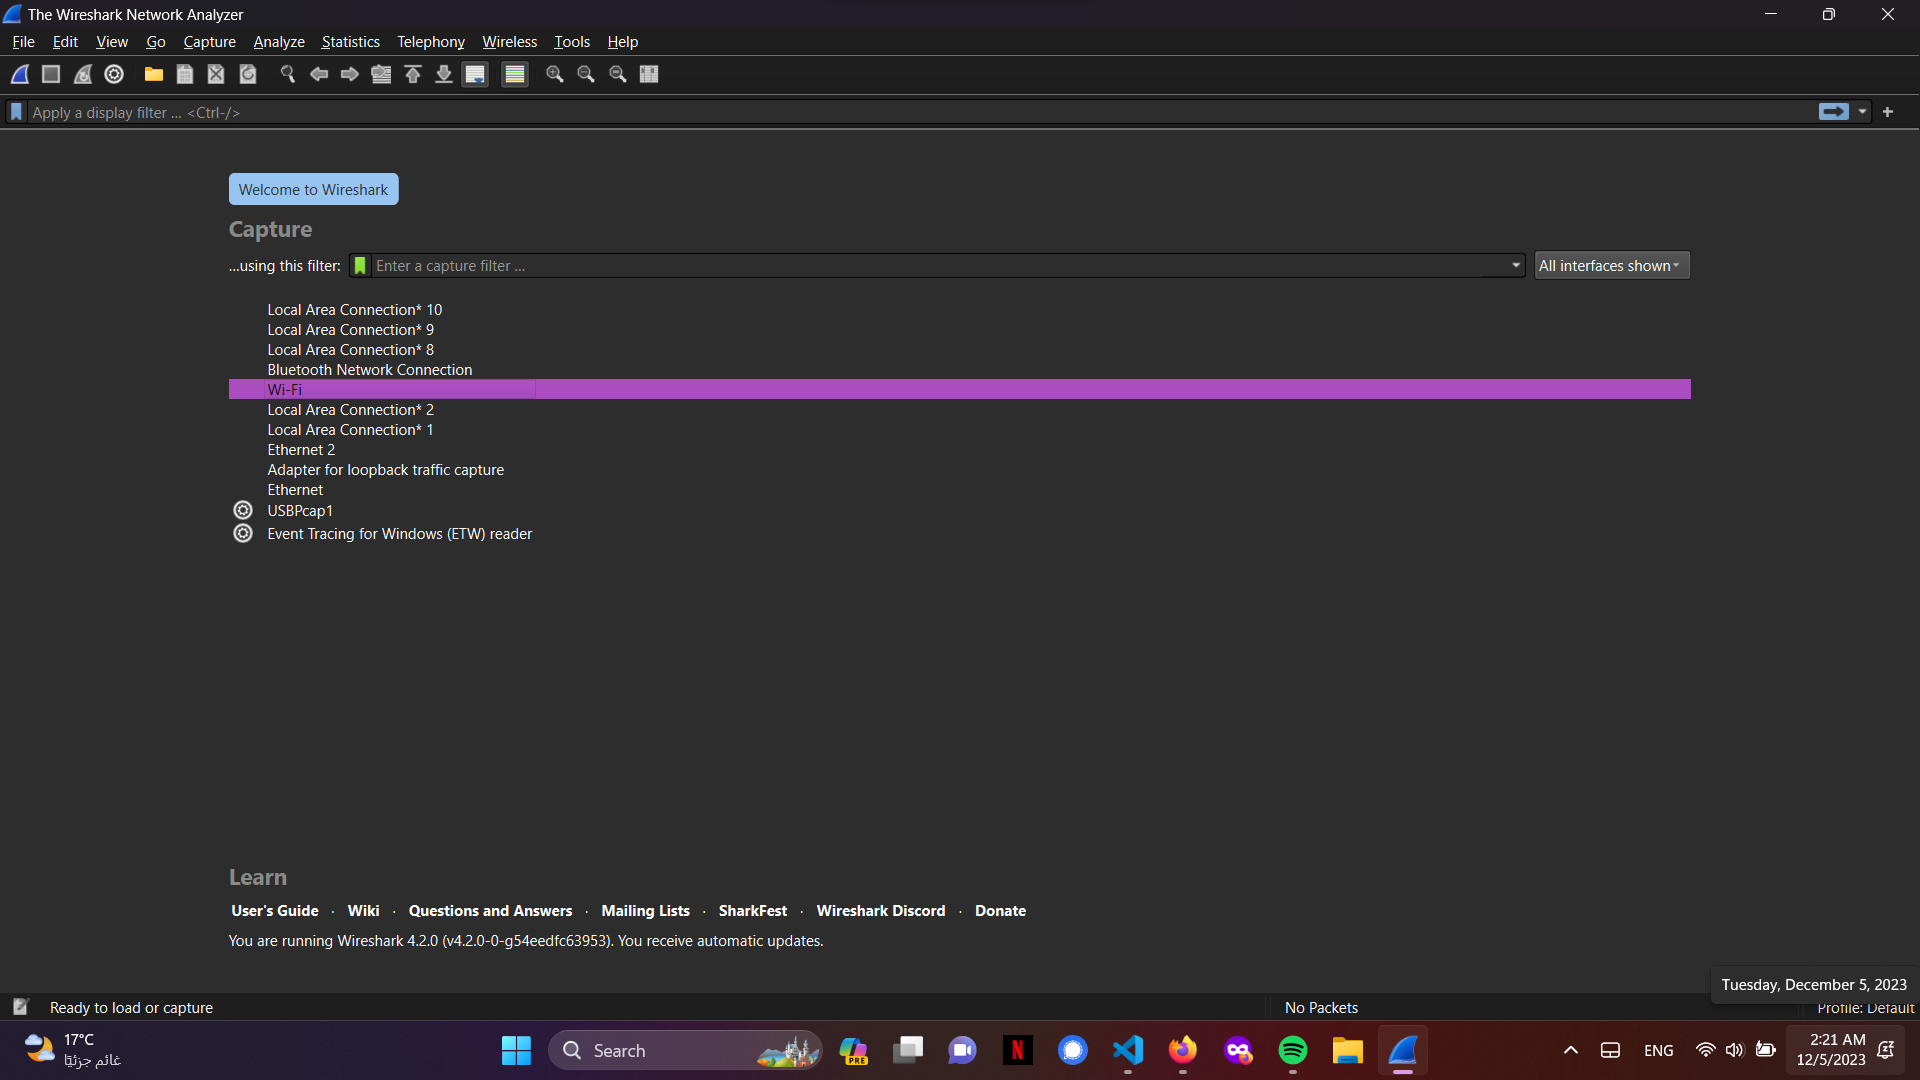 The Wireshark Network Analyzer
File Edit View Go Capture Analyze Statistics Telephony Wireless Tools Help
Apply a display filter ... <Ctrl-/>
Welcome to Wireshark
Capture
...using this filter: Enter a capture filter ... All interfaces shown
Local Area Connection* 10
Local Area Connection* 9
Local Area Connection* 8
Bluetooth Network Connection
Wi-Fi
Local Area Connection* 2
Local Area Connection* 1
Ethernet 2
Adapter for loopback traffic capture
Ethernet
USBPcap1
Event Tracing for Windows (ETW) reader
Learn
User's Guide · Wiki · Questions and Answers · Mailing Lists · SharkFest · Wireshark Discord · Donate
You are running Wireshark 4.2.0 (v4.2.0-0-g54eedfc63953). You receive automatic updates.
Tuesday, December 5, 2023
Ready to load or capture No Packets Profile: Default
17°C
غائم جزئيًا
Search
PRE
N
ENG
2:21 AM
12/5/2023